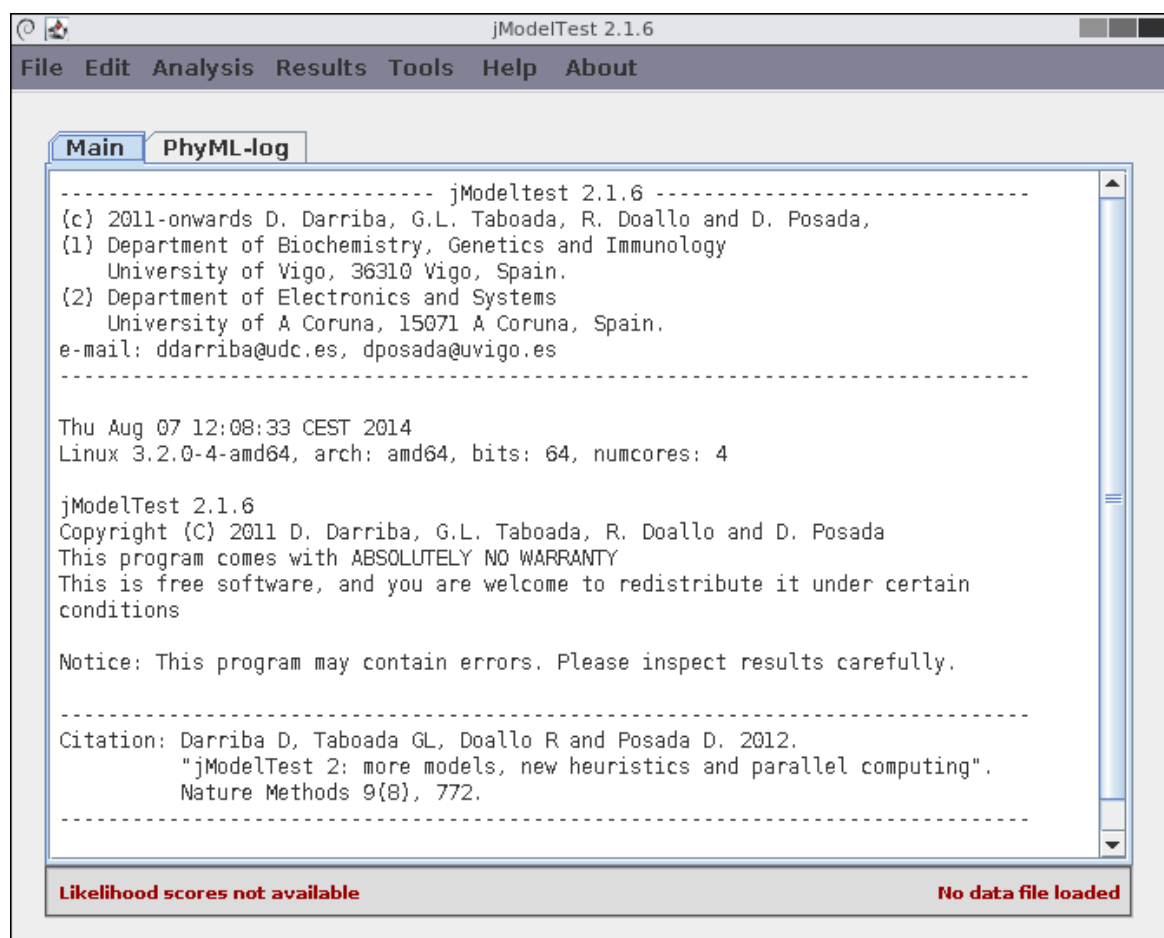 jModelTest 2.1.6
File Edit Analysis Results Tools Help About
Main PhyML-log
------------------------------- jModeltest 2.1.6 -------------------------------
(c) 2011-onwards D. Darriba, G.L. Taboada, R. Doallo and D. Posada,
(1) Department of Biochemistry, Genetics and Immunology
University of Vigo, 36310 Vigo, Spain.
(2) Department of Electronics and Systems
University of A Coruna, 15071 A Coruna, Spain.
e-mail: ddarriba@udc.es, dposada@uvigo.es
--------------------------------------------------------------------------------
Thu Aug 07 12:08:33 CEST 2014
Linux 3.2.0-4-amd64, arch: amd64, bits: 64, numcores: 4
jModelTest 2.1.6
Copyright (C) 2011 D. Darriba, G.L. Taboada, R. Doallo and D. Posada
This program comes with ABSOLUTELY NO WARRANTY
This is free software, and you are welcome to redistribute it under certain
conditions
Notice: This program may contain errors. Please inspect results carefully.
--------------------------------------------------------------------------------
Citation: Darriba D, Taboada GL, Doallo R and Posada D. 2012.
"jModelTest 2: more models, new heuristics and parallel computing".
Nature Methods 9(8), 772.
--------------------------------------------------------------------------------
Likelihood scores not available No data file loaded